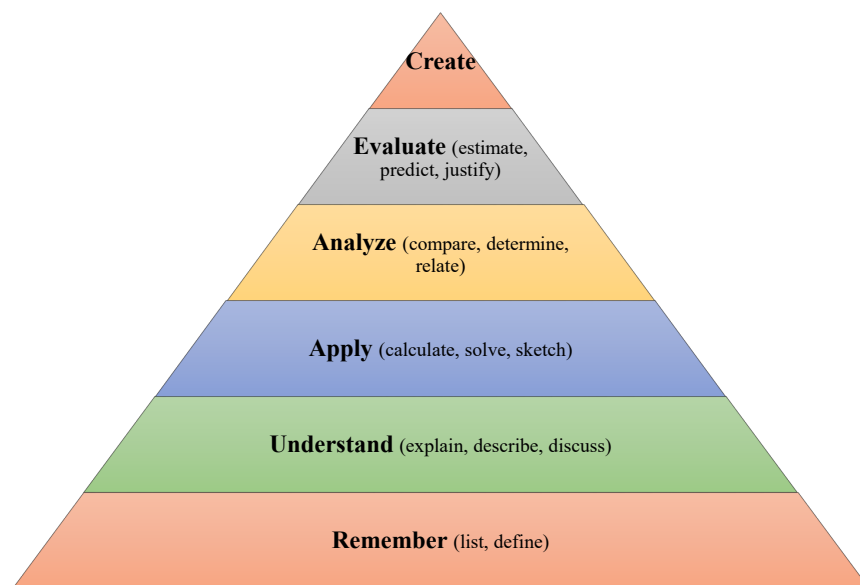 Create
Evaluate (estimate,
predict, justify)
Analyze (compare, determine,
relate)
Apply (calculate, solve, sketch)
Understand (explain, describe, discuss)
Remember (list, define)